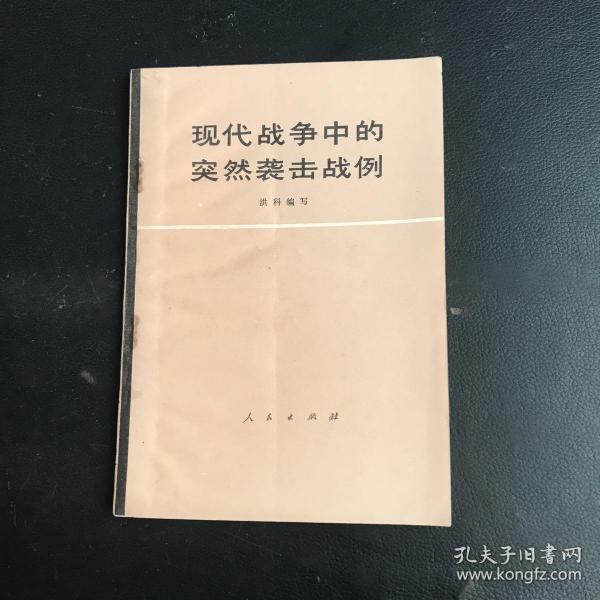 现代战争中的
突然袭击战例
洪科编写
人民出版社
孔夫子旧书网
www.kongfz.com